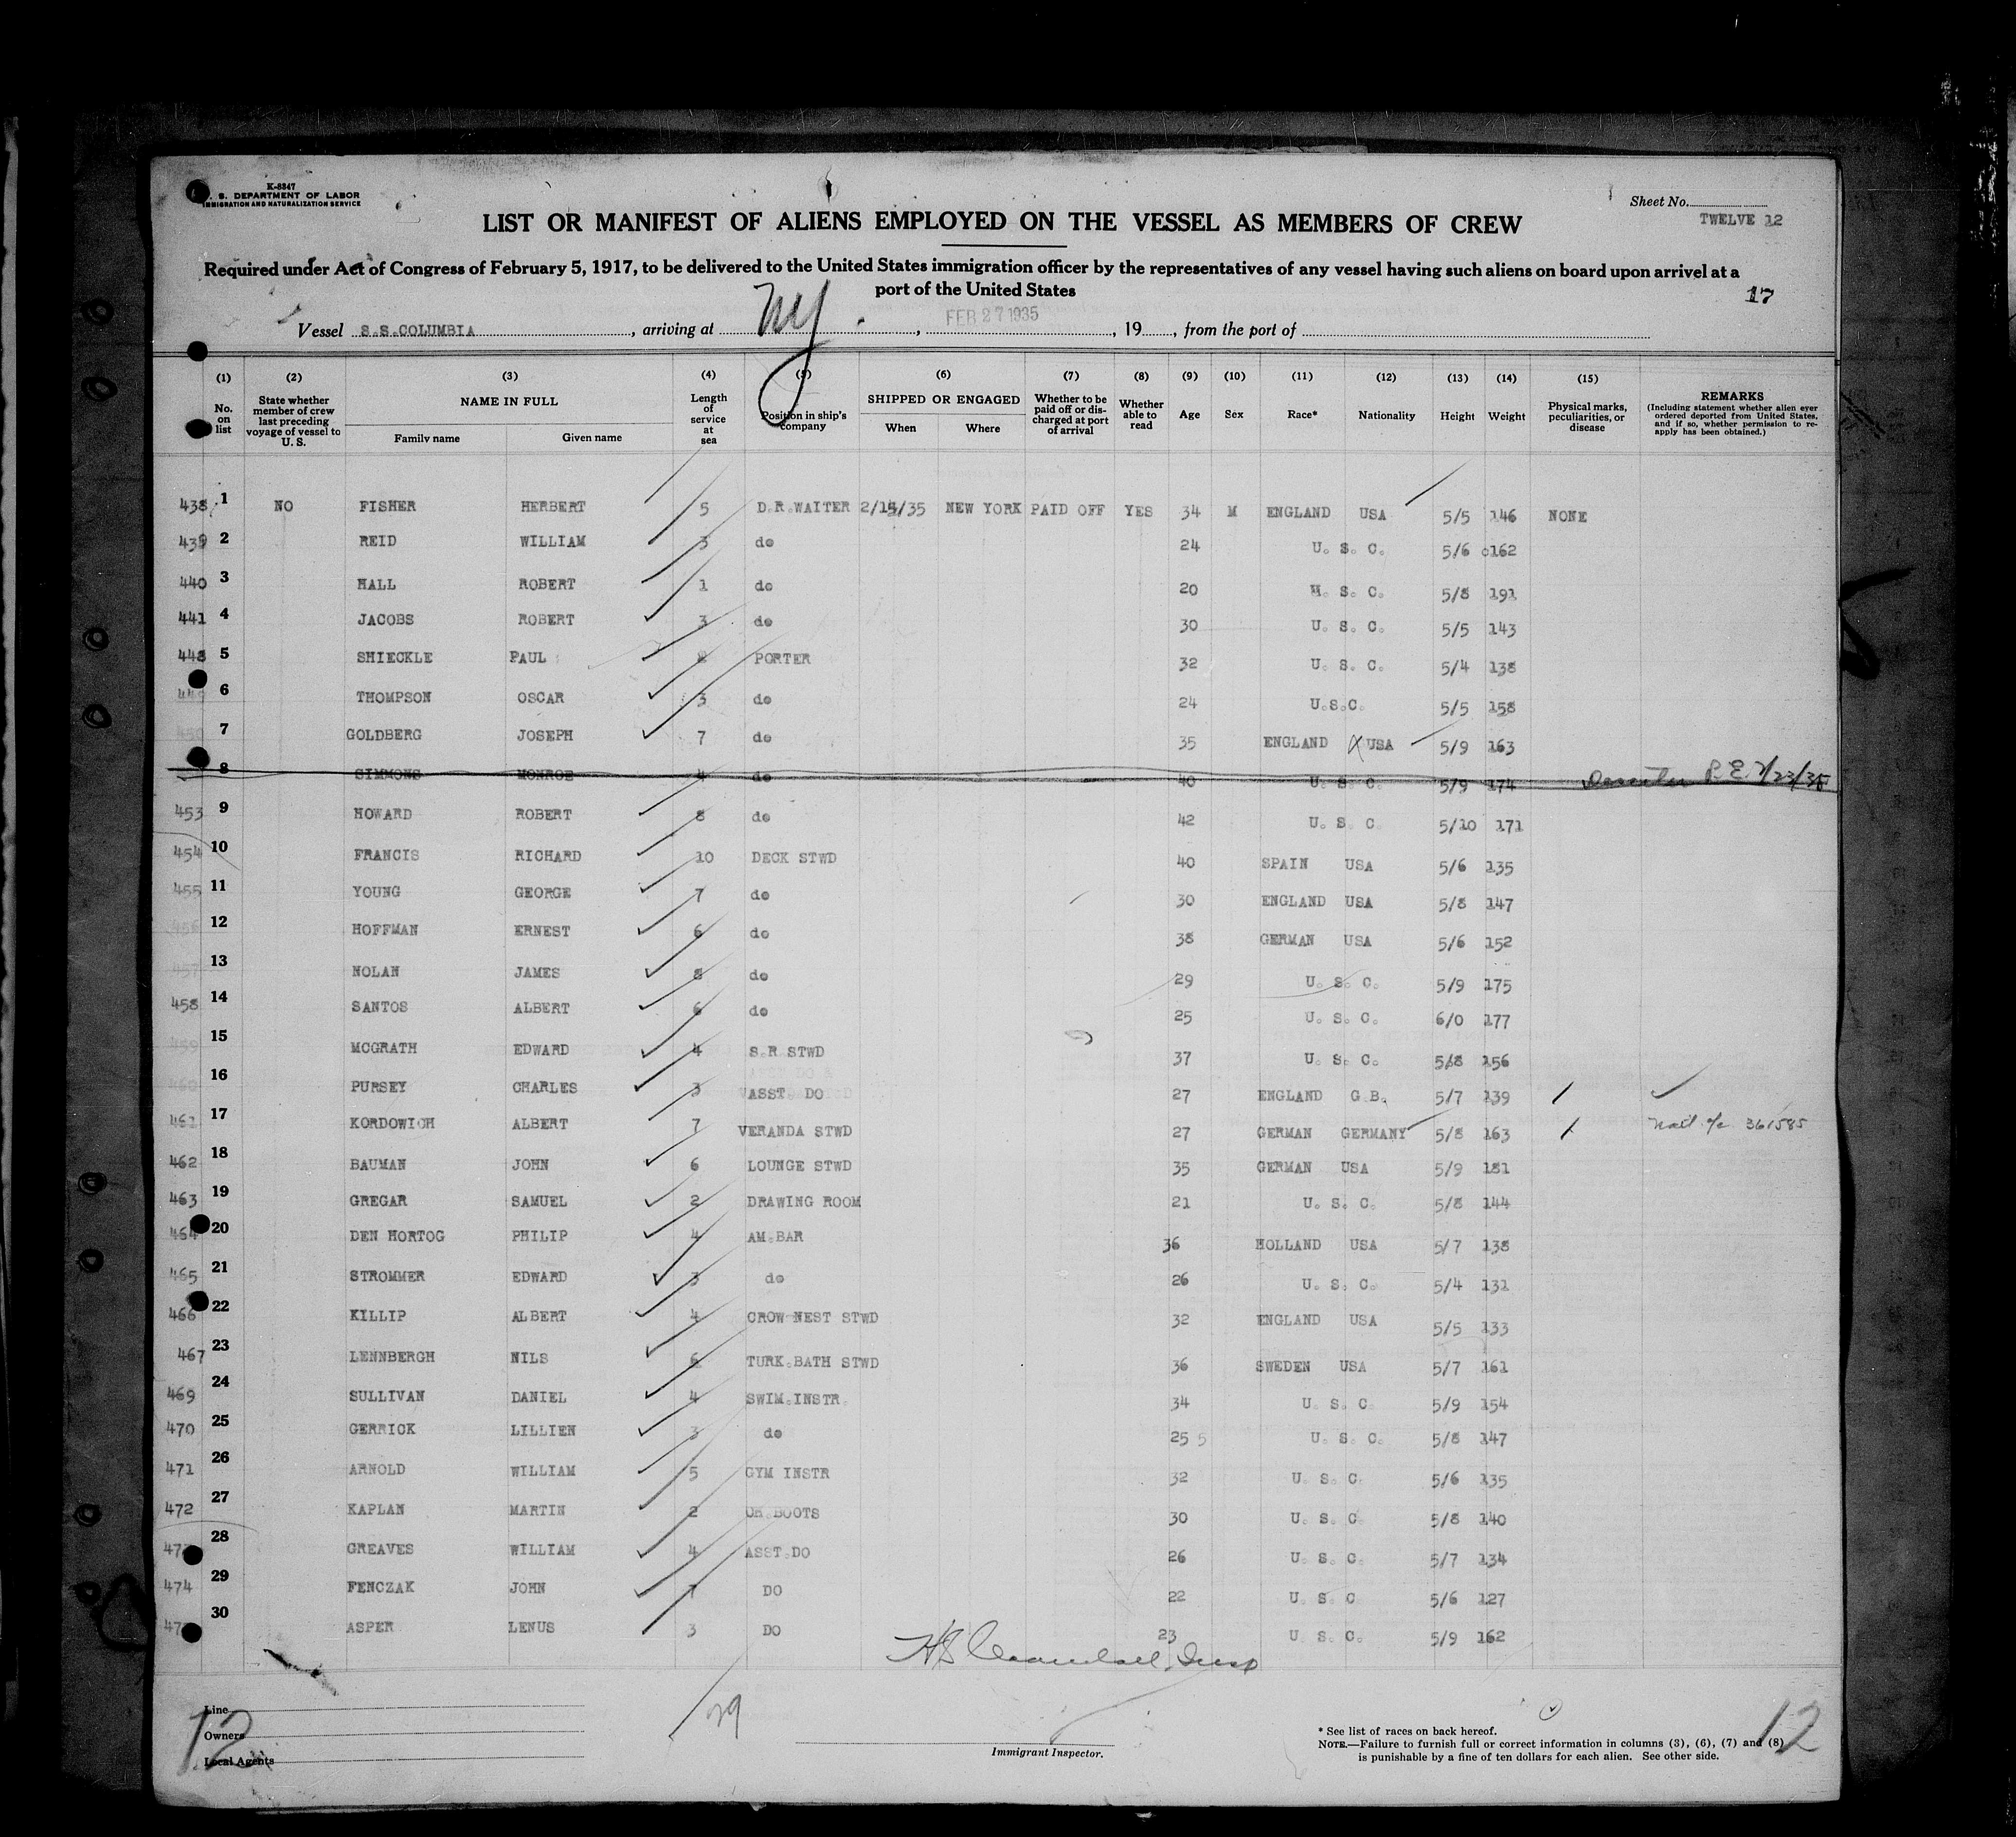 K-8847
U. S. DEPARTMENT OF LABOR
IMMIGRATION AND NATURALIZATION SERVICE
Sheet No.
TWELVE 12
LIST OR MANIFEST OF ALIENS EMPLOYED ON THE VESSEL AS MEMBERS OF CREW
Required under Act of Congress of February 5, 1917, to be delivered to the United States immigration officer by the representatives of any vessel having such aliens on board upon arrival at a
port of the United States
17
Vessel S.S.COLUMBIA, arriving at NY, FEB 27 1935, 19, from the port of
(1) (2) (3) (4) (5) (6) (7) (8) (9) (10) (11) (12) (13) (14) (15)
No. on list State whether member of crew last preceding voyage of vessel to U. S. NAME IN FULL Family name Given name Length of service at sea Position in ship's company SHIPPED OR ENGAGED When Where Whether to be paid off or discharged at port of arrival Whether able to read Age Sex Race* Nationality Height Weight Physical marks, peculiarities, or disease REMARKS (Including statement whether alien ever ordered deported from United States, and if so, whether permission to re-apply has been obtained.)
438 1 NO FISHER HERBERT 5 D.R.WAITER 2/15/35 NEW YORK PAID OFF YES 34 M ENGLAND USA 5/5 146 NONE
439 2 REID WILLIAM 3 do 24 U. S. C. 5/6 162
440 3 HALL ROBERT 1 do 20 U. S. C. 5/8 191
441 4 JACOBS ROBERT 3 do 30 U. S. C. 5/5 143
448 5 SHIECKLE PAUL PORTER 32 U. S. C. 5/4 138
449 6 THOMPSON OSCAR 3 do 24 U.S.C. 5/5 158
450 7 GOLDBERG JOSEPH 7 do 35 ENGLAND X USA 5/9 163
8 SIMMONS MONROE 4 do 40 U. S. C. 5/9 174
453 9 HOWARD ROBERT 8 do 42 U. S. C. 5/10 171
454 10 FRANCIS RICHARD 10 DECK STWD 40 SPAIN USA 5/6 135
455 11 YOUNG GEORGE 7 do 30 ENGLAND USA 5/8 147
456 12 HOFFMAN ERNEST 6 do 38 GERMAN USA 5/6 152
457 13 NOLAN JAMES 8 do 29 U. S. C. 5/9 175
458 14 SANTOS ALBERT 6 do 25 U. S. C. 6/0 177
459 15 MCGRATH EDWARD 4 S.R.STWD 37 U. S. C. 5/8 156
460 16 PURSEY CHARLES 3 ASST. DO 27 ENGLAND G.B. 5/7 139
461 17 KORDOWICH ALBERT 7 VERANDA STWD 27 GERMAN GERMANY 5/8 163 361585
462 18 BAUMAN JOHN 6 LOUNGE STWD 35 GERMAN USA 5/9 181
463 19 GREGAR SAMUEL 2 DRAWING ROOM 21 U. S. C. 5/8 144
464 20 DEN HORTOG PHILIP 4 AM.BAR 36 HOLLAND USA 5/7 138
465 21 STROMMER EDWARD 3 do 26 U. S. C. 5/4 131
466 22 KILLIP ALBERT 4 CROW NEST STWD 32 ENGLAND USA 5/5 133
467 23 LENNBERGH NILS 6 TURK.BATH STWD 36 SWEDEN USA 5/7 161
469 24 SULLIVAN DANIEL 4 SWIM.INSTR. 34 U. S. C 5/9 154
470 25 GERRICK LILLIEN 3 do 25 5 U. S. C. 5/8 147
471 26 ARNOLD WILLIAM 5 GYM INSTR 32 U. S. C. 5/6 135
472 27 KAPLAN MARTIN 2 CH.BOOTS 30 U. S. C 5/8 140
28 GREAVES WILLIAM 4 ASST.DO 26 U. S. C. 5/7 134
474 29 FENCZAK JOHN DO 22 U. S. C 5/6 127
30 ASPER LENUS 3 DO 23 U. S. C. 5/9 162
Line
Owners
Local Agents
12
29
Immigrant Inspector.
* See list of races on back hereof.
NOTE.—Failure to furnish full or correct information in columns (3), (6), (7) and (8)
is punishable by a fine of ten dollars for each alien. See other side.
12